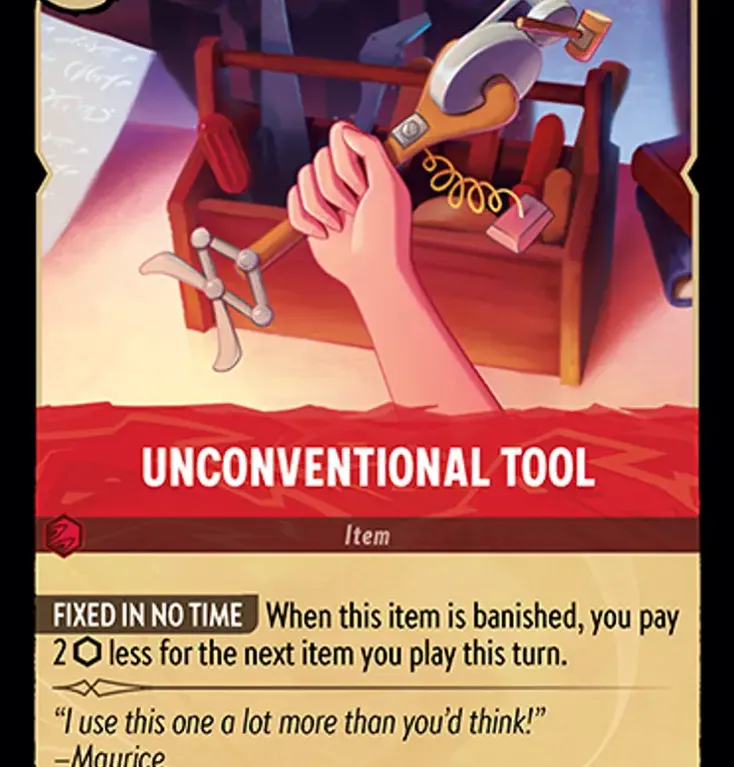 UNCONVENTIONAL TOOL
Item
FIXED IN NO TIME When this item is banished, you pay
2 ⬡ less for the next item you play this turn.
“I use this one a lot more than you’d think!”
–Maurice